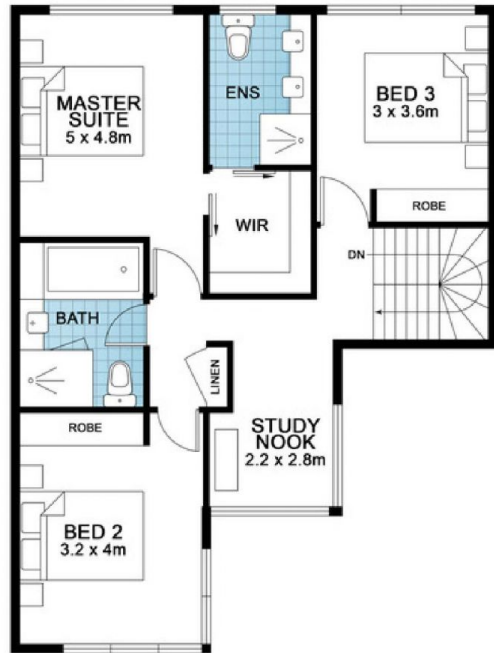 MASTER
SUITE
5 x 4.8m
ENS
BED 3
3 x 3.6m
ROBE
WIR
DN
BATH
LINEN
ROBE
STUDY
NOOK
2.2 x 2.8m
BED 2
3.2 x 4m